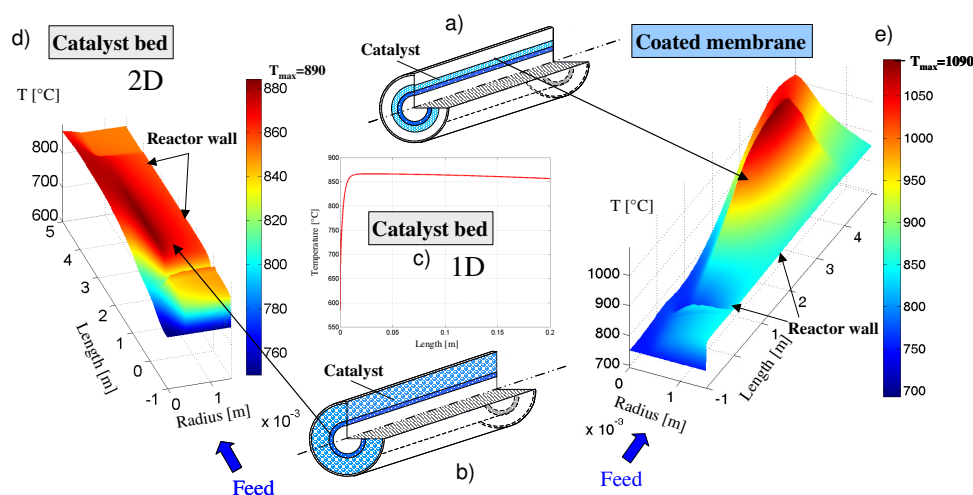 d)
Catalyst bed
2D
T [°C]
Reactor wall
800
700
600
5
4
3
2
1
0
-1
Length [m]
0
1
Radius [m]
x 10⁻³
Feed
T_max=890
880
860
840
820
800
780
760
a)
Catalyst
900
850
800
750
700
650
600
550
0
0.05
0.1
0.15
0.2
Temperature [°C]
Length [m]
Catalyst bed
c) 1D
Catalyst
b)
Coated membrane
e)
T_max=1090
1050
1000
950
900
850
800
750
700
T [°C]
1000
900
800
700
0
1
Radius [m]
x 10⁻³
-1
0
1
2
3
4
Length [m]
Reactor wall
Feed